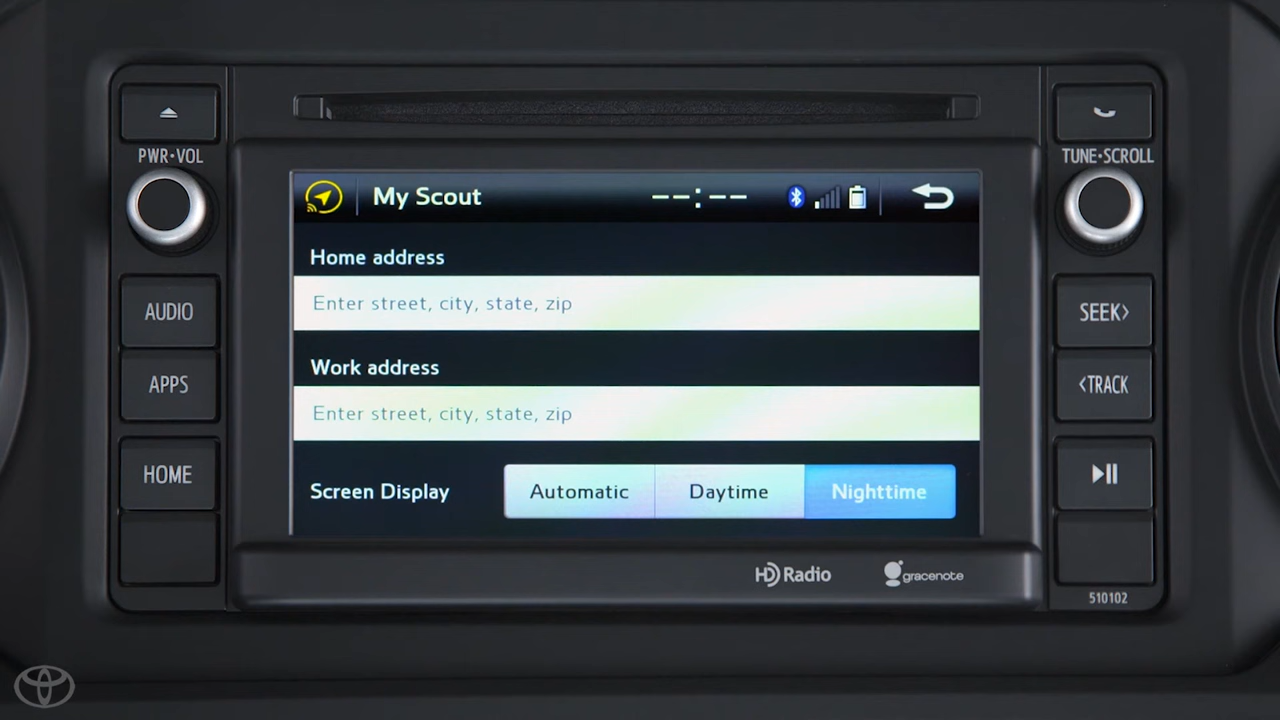 PWR•VOL
AUDIO
APPS
HOME
My Scout
--:--
Home address
Enter street, city, state, zip
Work address
Enter street, city, state, zip
Screen Display
Automatic
Daytime
Nighttime
HD Radio
gracenote
TUNE•SCROLL
SEEK>
<TRACK
510102